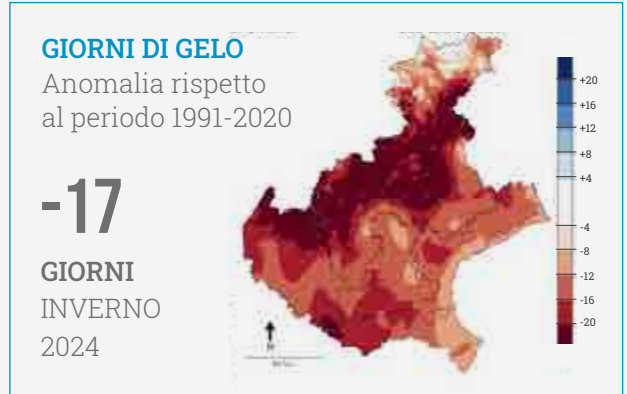 GIORNI DI GELO
Anomalia rispetto
al periodo 1991-2020
-17
GIORNI
INVERNO
2024
+20
+16
+12
+8
+4
-4
-8
-12
-16
-20